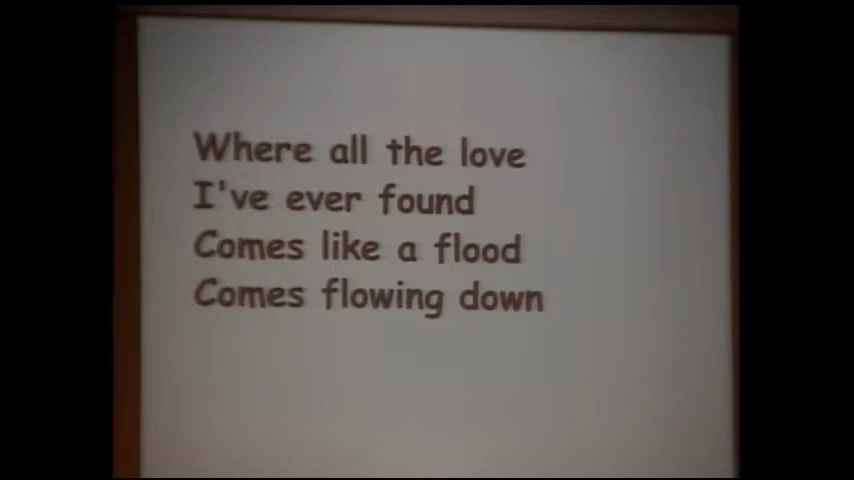 Where all the love
I've ever found
Comes like a flood
Comes flowing down